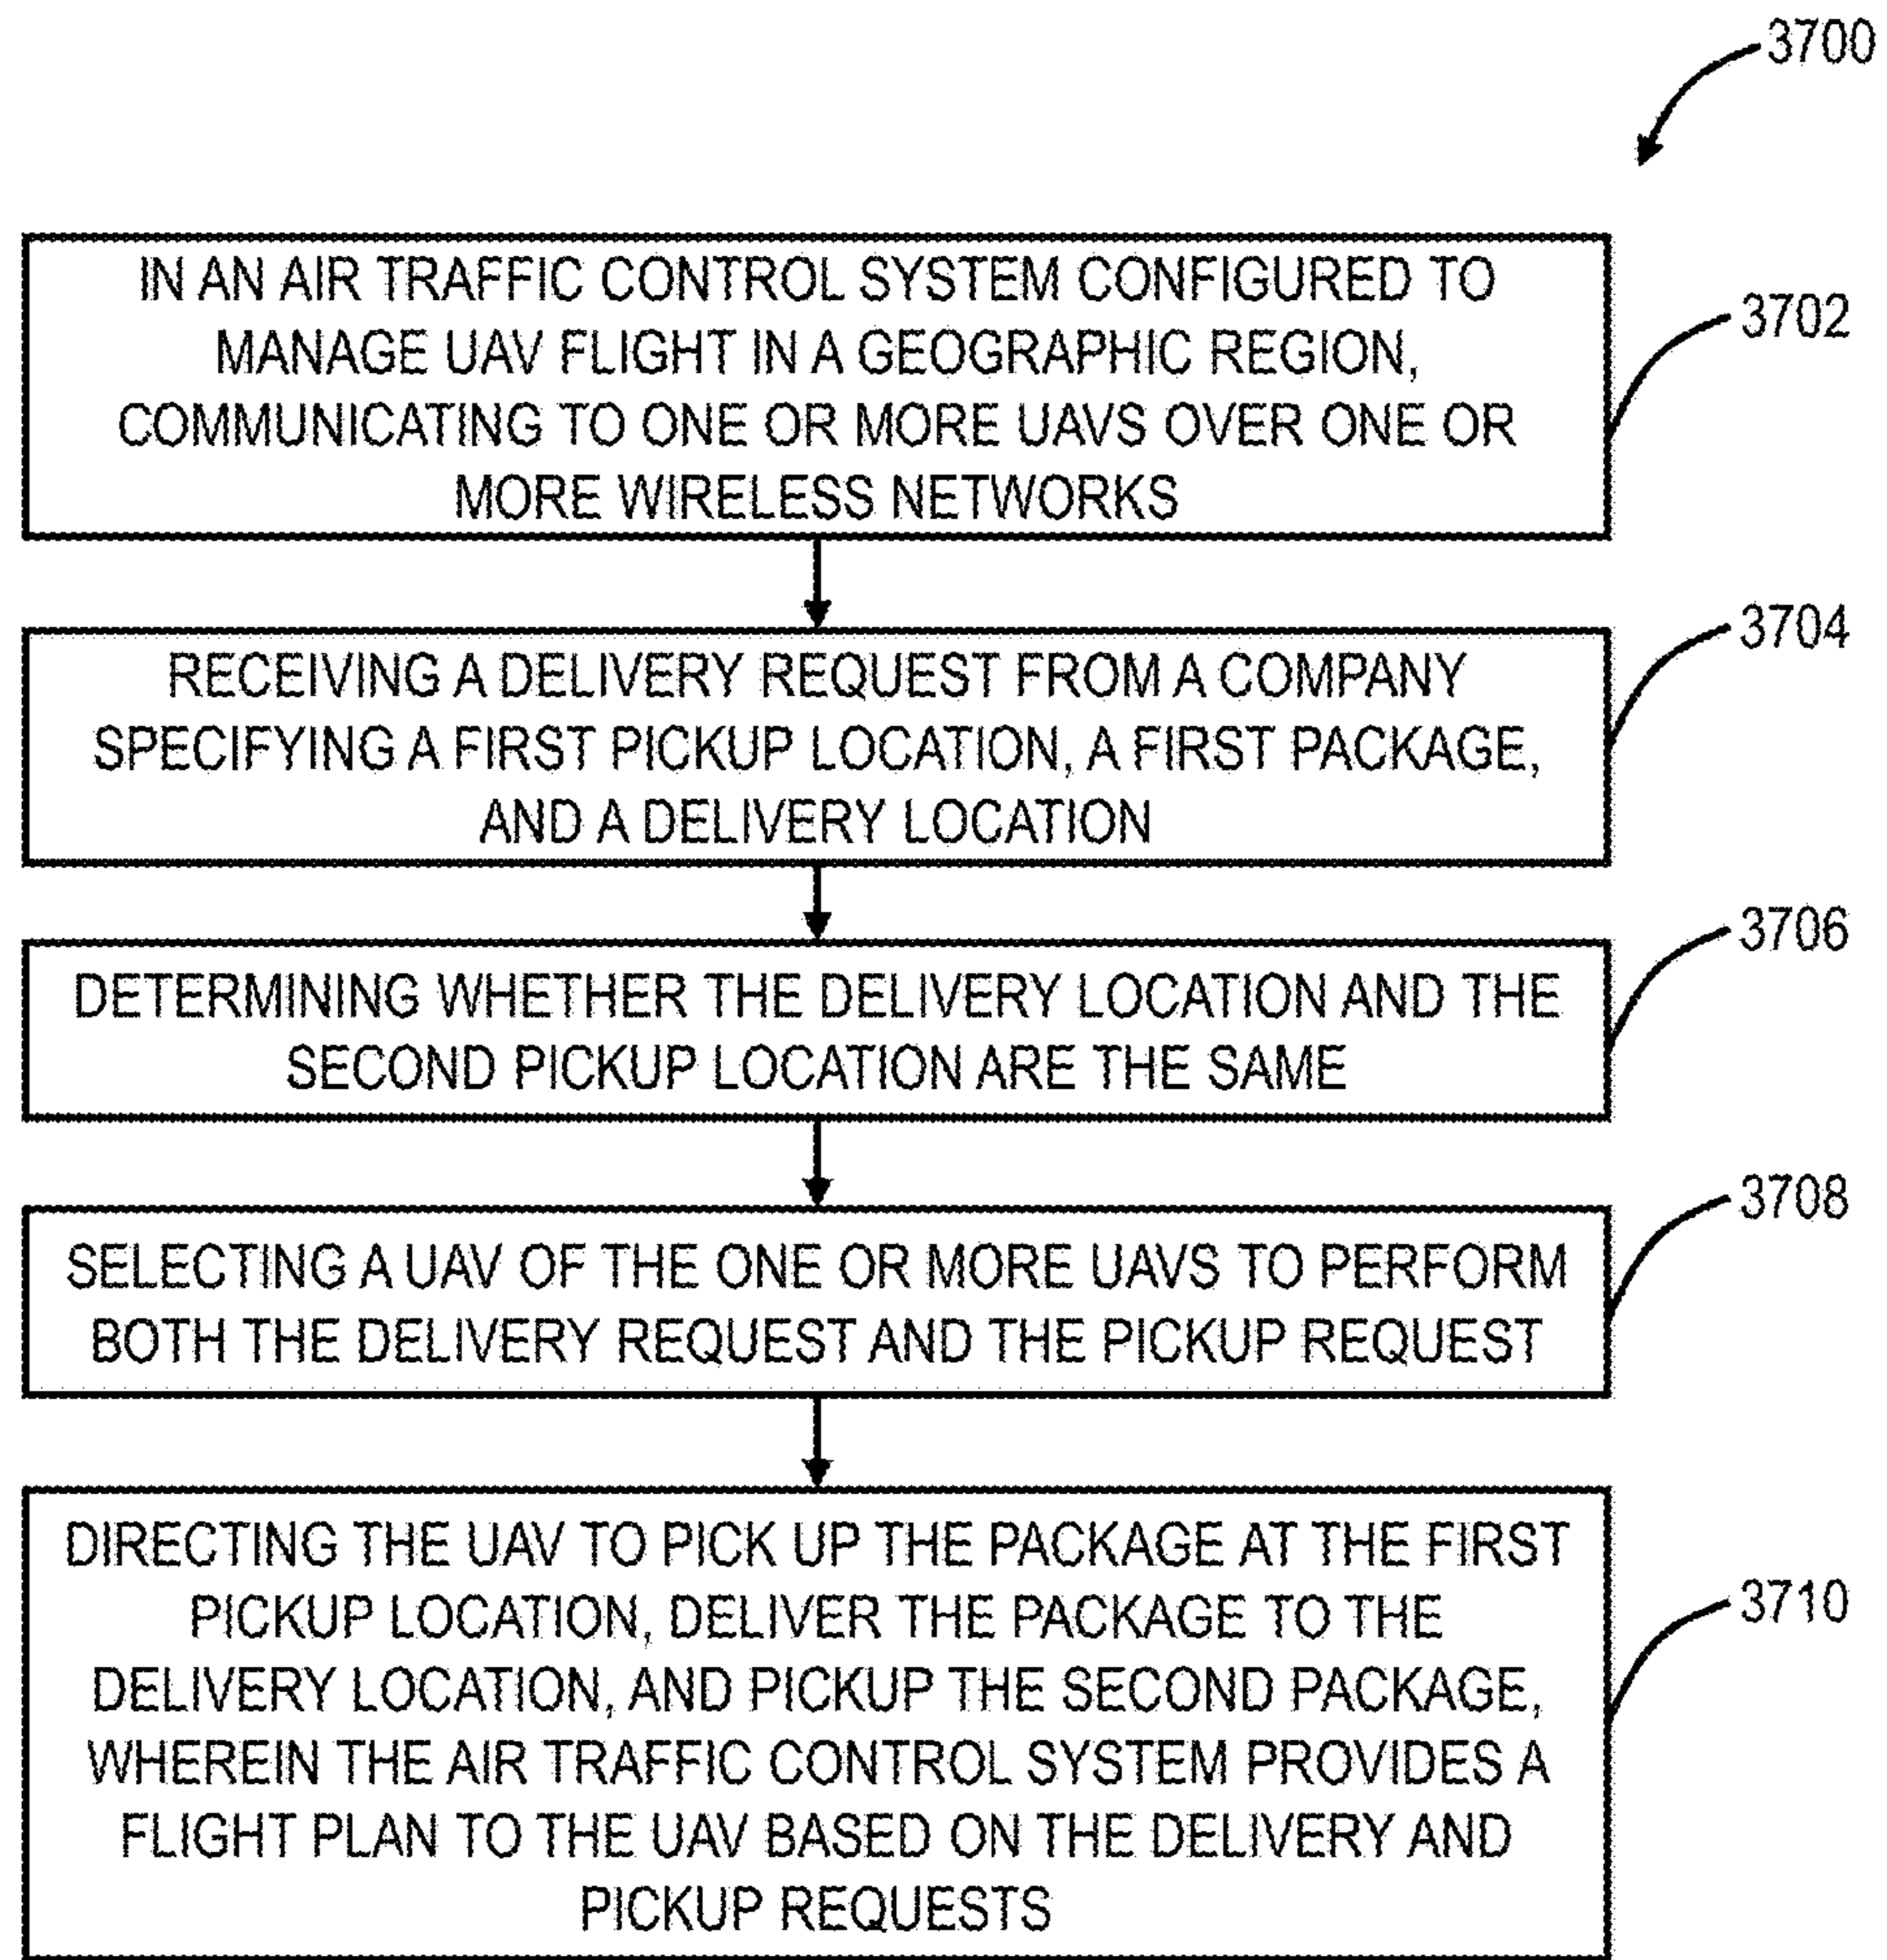 3700
IN AN AIR TRAFFIC CONTROL SYSTEM CONFIGURED TO
MANAGE UAV FLIGHT IN A GEOGRAPHIC REGION,
COMMUNICATING TO ONE OR MORE UAVS OVER ONE OR
MORE WIRELESS NETWORKS
3702
RECEIVING A DELIVERY REQUEST FROM A COMPANY
SPECIFYING A FIRST PICKUP LOCATION, A FIRST PACKAGE,
AND A DELIVERY LOCATION
3704
DETERMINING WHETHER THE DELIVERY LOCATION AND THE
SECOND PICKUP LOCATION ARE THE SAME
3706
SELECTING A UAV OF THE ONE OR MORE UAVS TO PERFORM
BOTH THE DELIVERY REQUEST AND THE PICKUP REQUEST
3708
DIRECTING THE UAV TO PICK UP THE PACKAGE AT THE FIRST
PICKUP LOCATION, DELIVER THE PACKAGE TO THE
DELIVERY LOCATION, AND PICKUP THE SECOND PACKAGE,
WHEREIN THE AIR TRAFFIC CONTROL SYSTEM PROVIDES A
FLIGHT PLAN TO THE UAV BASED ON THE DELIVERY AND
PICKUP REQUESTS
3710